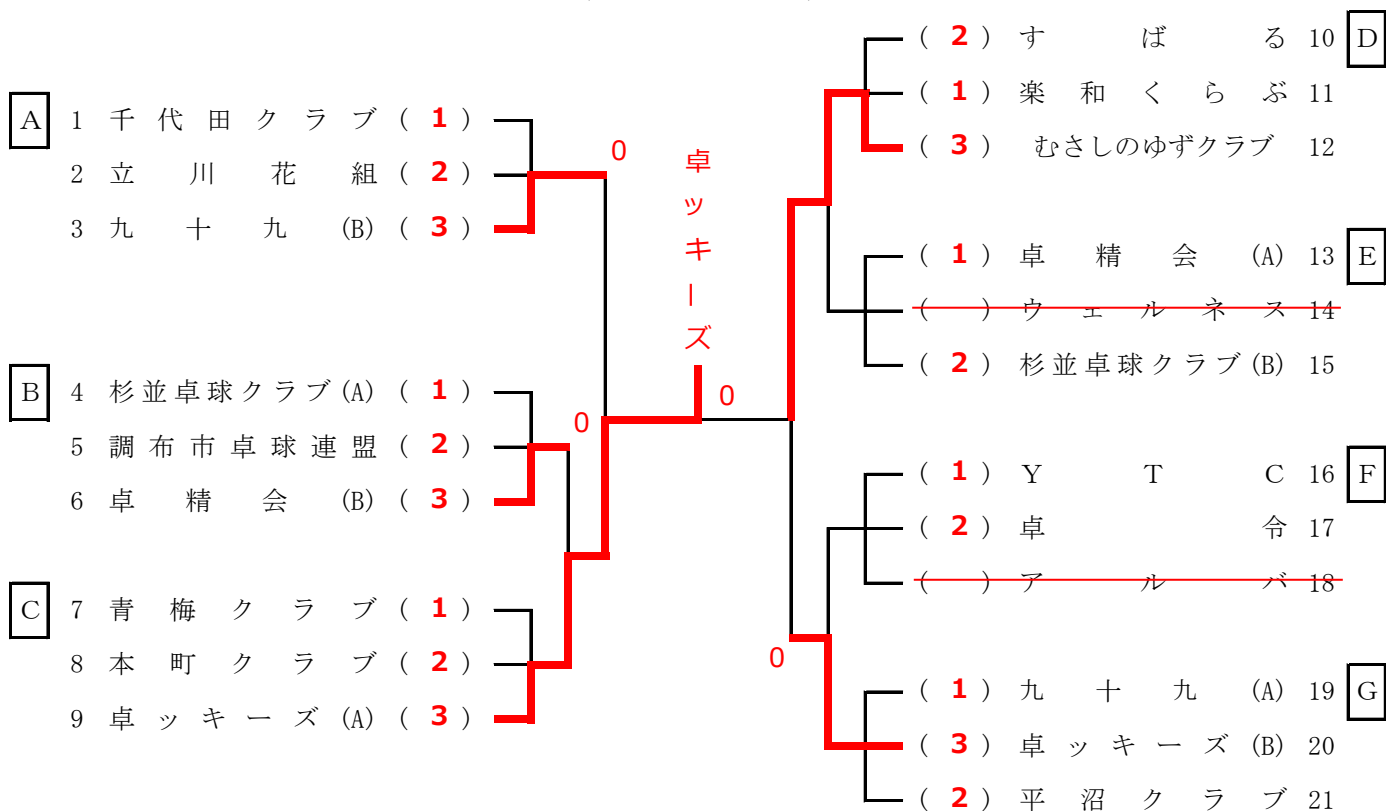 A 1 千代田クラブ ( 1 )
2 立川花組 ( 2 )
3 九十九 (B) ( 3 )
B 4 杉並卓球クラブ (A) ( 1 )
5 調布市卓球連盟 ( 2 )
6 卓精会 (B) ( 3 )
C 7 青梅クラブ ( 1 )
8 本町クラブ ( 2 )
9 卓ッキーズ (A) ( 3 )
0
0
卓ッキーズ
0
0
( 2 ) すばる 10 D
( 1 ) 楽和くらぶ 11
( 3 ) むさしのゆずクラブ 12
( 1 ) 卓精会 (A) 13 E
( ) ウェルネス 14
( 2 ) 杉並卓球クラブ (B) 15
( 1 ) YTC 16 F
( 2 ) 卓令 17
( ) アルバ 18
( 1 ) 九十九 (A) 19 G
( 3 ) 卓ッキーズ (B) 20
( 2 ) 平沼クラブ 21